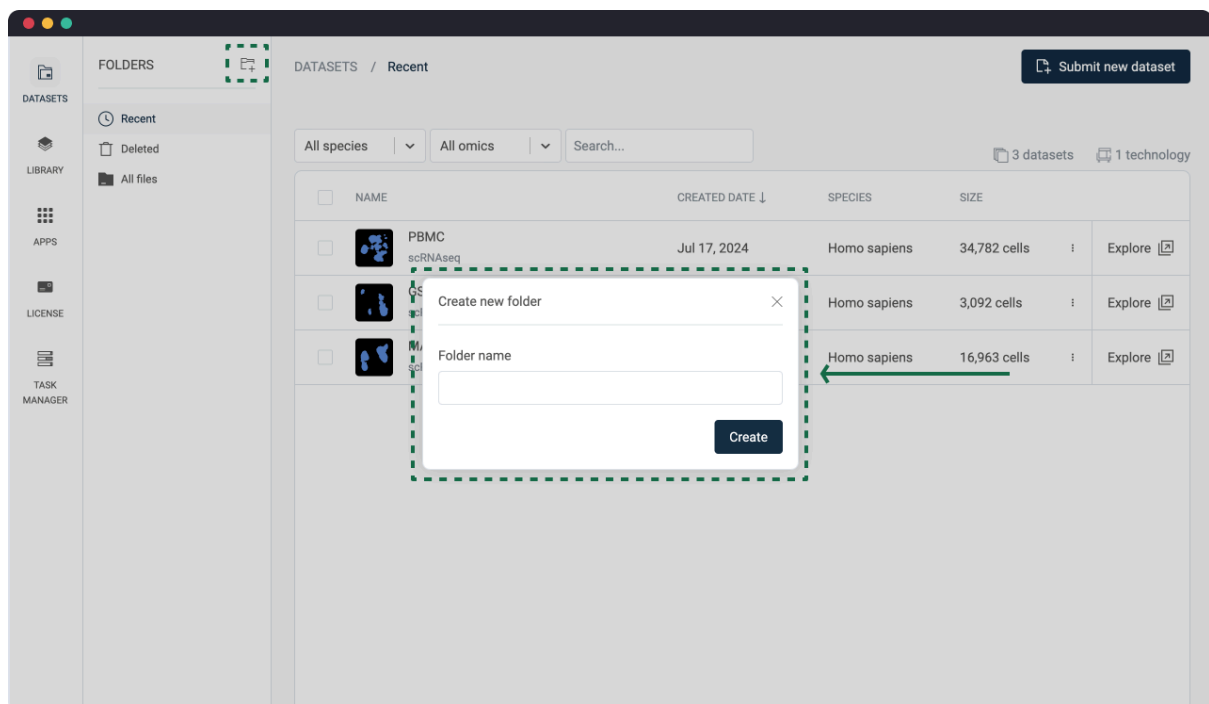 DATASETS
LIBRARY
APPS
LICENSE
TASK
MANAGER
FOLDERS
Recent
Deleted
All files
DATASETS / Recent
Submit new dataset
All species
All omics
Search...
3 datasets 1 technology
NAME CREATED DATE ↓ SPECIES SIZE
PBMC
scRNAseq
Jul 17, 2024 Homo sapiens 34,782 cells Explore
Homo sapiens 3,092 cells Explore
Homo sapiens 16,963 cells Explore
Create new folder
Folder name
Create